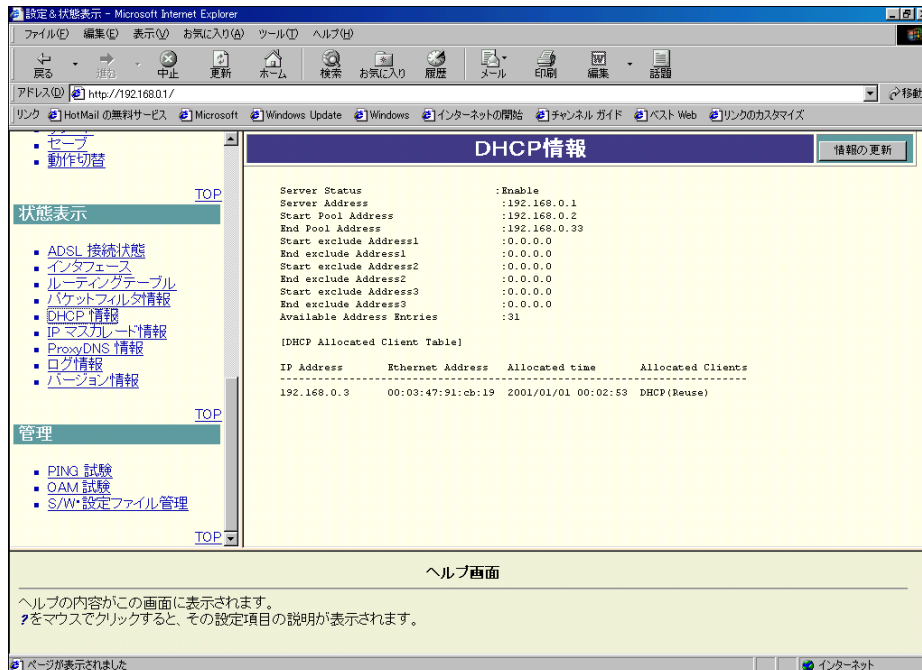 設定&状態表示 - Microsoft Internet Explorer
ファイル(F) 編集(E) 表示(V) お気に入り(A) ツール(T) ヘルプ(H)
戻る 進む 中止 更新 ホーム 検索 お気に入り 履歴 メール 印刷 編集 話題
アドレス(D) http://192.168.0.1/ 移動
リンク HotMail の無料サービス Microsoft Windows Update Windows インターネットの開始 チャンネル ガイド ベスト Web リンクのカスタマイズ
セーブ
動作切替
TOP
状態表示
ADSL 接続状態
インタフェース
ルーティングテーブル
パケットフィルタ情報
DHCP 情報
IP マスカレード情報
ProxyDNS 情報
ログ情報
バージョン情報
TOP
管理
PING 試験
OAM 試験
S/W・設定ファイル管理
TOP
DHCP情報
情報の更新
Server Status :Enable
Server Address :192.168.0.1
Start Pool Address :192.168.0.2
End Pool Address :192.168.0.33
Start exclude Address1 :0.0.0.0
End exclude Address1 :0.0.0.0
Start exclude Address2 :0.0.0.0
End exclude Address2 :0.0.0.0
Start exclude Address3 :0.0.0.0
End exclude Address3 :0.0.0.0
Available Address Entries :31
[DHCP Allocated Client Table]
IP Address Ethernet Address Allocated time Allocated Clients
192.168.0.3 00:03:47:91:cb:19 2001/01/01 00:02:53 DHCP(Reuse)
ヘルプ画面
ヘルプの内容がこの画面に表示されます。
?をマウスでクリックすると、その設定項目の説明が表示されます。
ページが表示されました インターネット